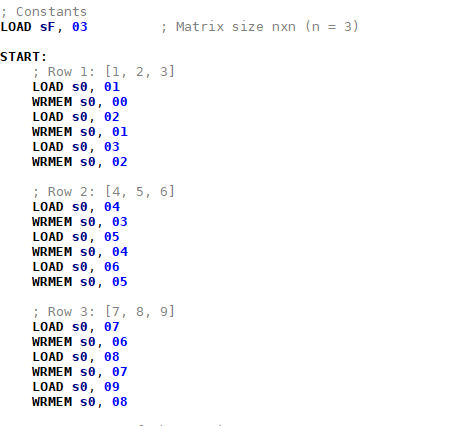 ; Constants
LOAD sF, 03         ; Matrix size nxn (n = 3)

START:
    ; Row 1: [1, 2, 3]
    LOAD s0, 01
    WRMEM s0, 00
    LOAD s0, 02
    WRMEM s0, 01
    LOAD s0, 03
    WRMEM s0, 02

    ; Row 2: [4, 5, 6]
    LOAD s0, 04
    WRMEM s0, 03
    LOAD s0, 05
    WRMEM s0, 04
    LOAD s0, 06
    WRMEM s0, 05

    ; Row 3: [7, 8, 9]
    LOAD s0, 07
    WRMEM s0, 06
    LOAD s0, 08
    WRMEM s0, 07
    LOAD s0, 09
    WRMEM s0, 08